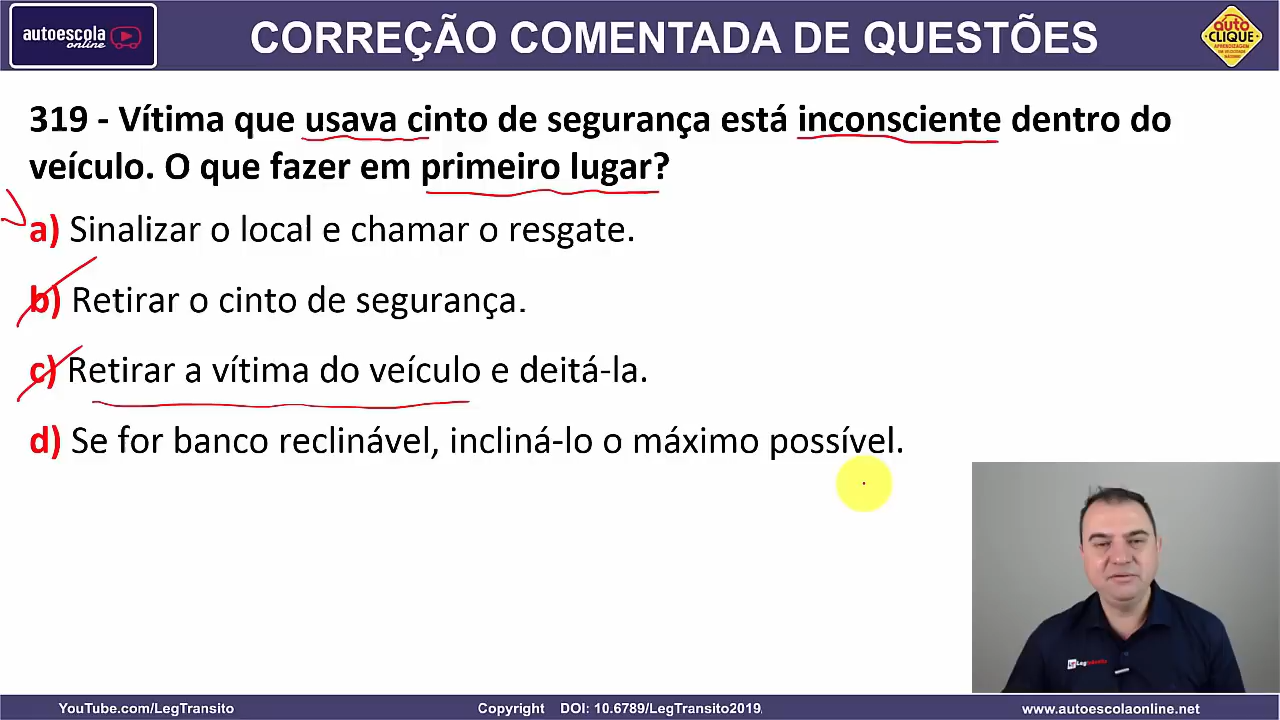 autoescola
online
CORREÇÃO COMENTADA DE QUESTÕES
auto
CLIQUE
319 - Vítima que usava cinto de segurança está inconsciente dentro do
veículo. O que fazer em primeiro lugar?
a) Sinalizar o local e chamar o resgate.
b) Retirar o cinto de segurança.
c) Retirar a vítima do veículo e deitá-la.
d) Se for banco reclinável, incliná-lo o máximo possível.
YouTube.com/LegTransito
Copyright DOI: 10.6789/LegTransito2019
www.autoescolaonline.net